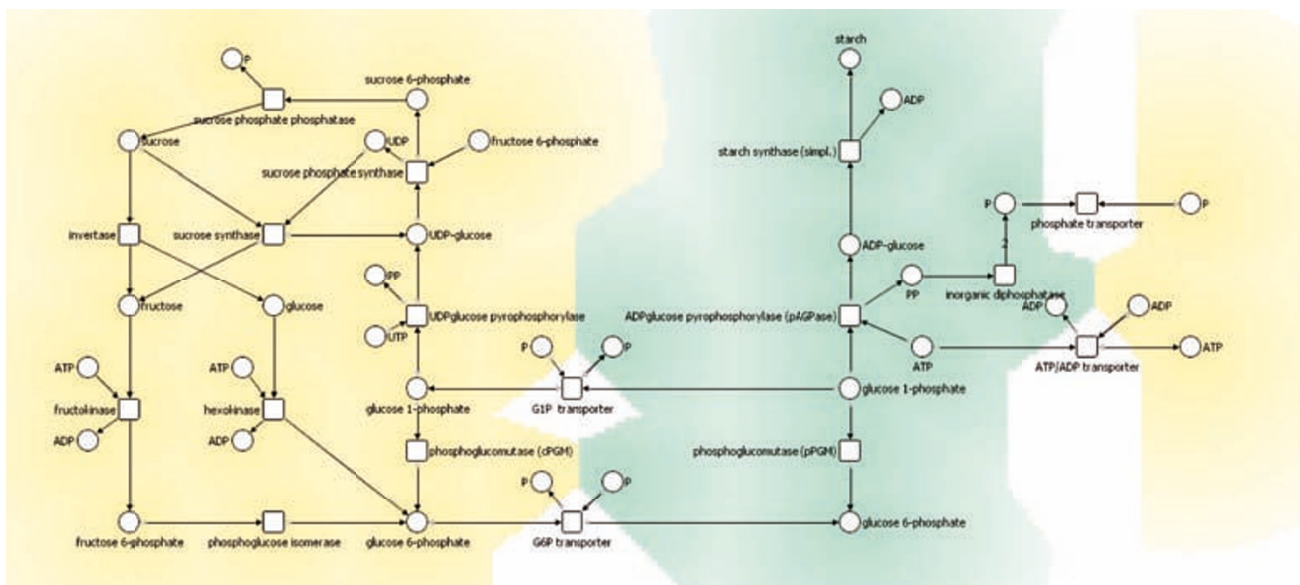 starch
P
sucrose 6-phosphate
ADP
sucrose phosphate phosphatase
sucrose
UDP
fructose 6-phosphate
starch synthase (simpl.)
sucrose phosphate synthase
P
P
phosphate transporter
invertase
sucrose synthase
UDP-glucose
ADP-glucose
2
PP
PP
inorganic diphosphatase
fructose
glucose
ADP
ADP
UDPglucose pyrophosphorylase
ADPglucose pyrophosphorylase (pAGPase)
UTP
P
P
ATP
ATP
ATP
ATP
ATP/ADP transporter
glucose 1-phosphate
fructokinase
hexokinase
glucose 1-phosphate
G1P transporter
ADP
ADP
phosphoglucomutase (cPGM)
phosphoglucomutase (pPGM)
P
P
glucose 6-phosphate
fructose 6-phosphate
phosphoglucose isomerase
glucose 6-phosphate
G6P transporter